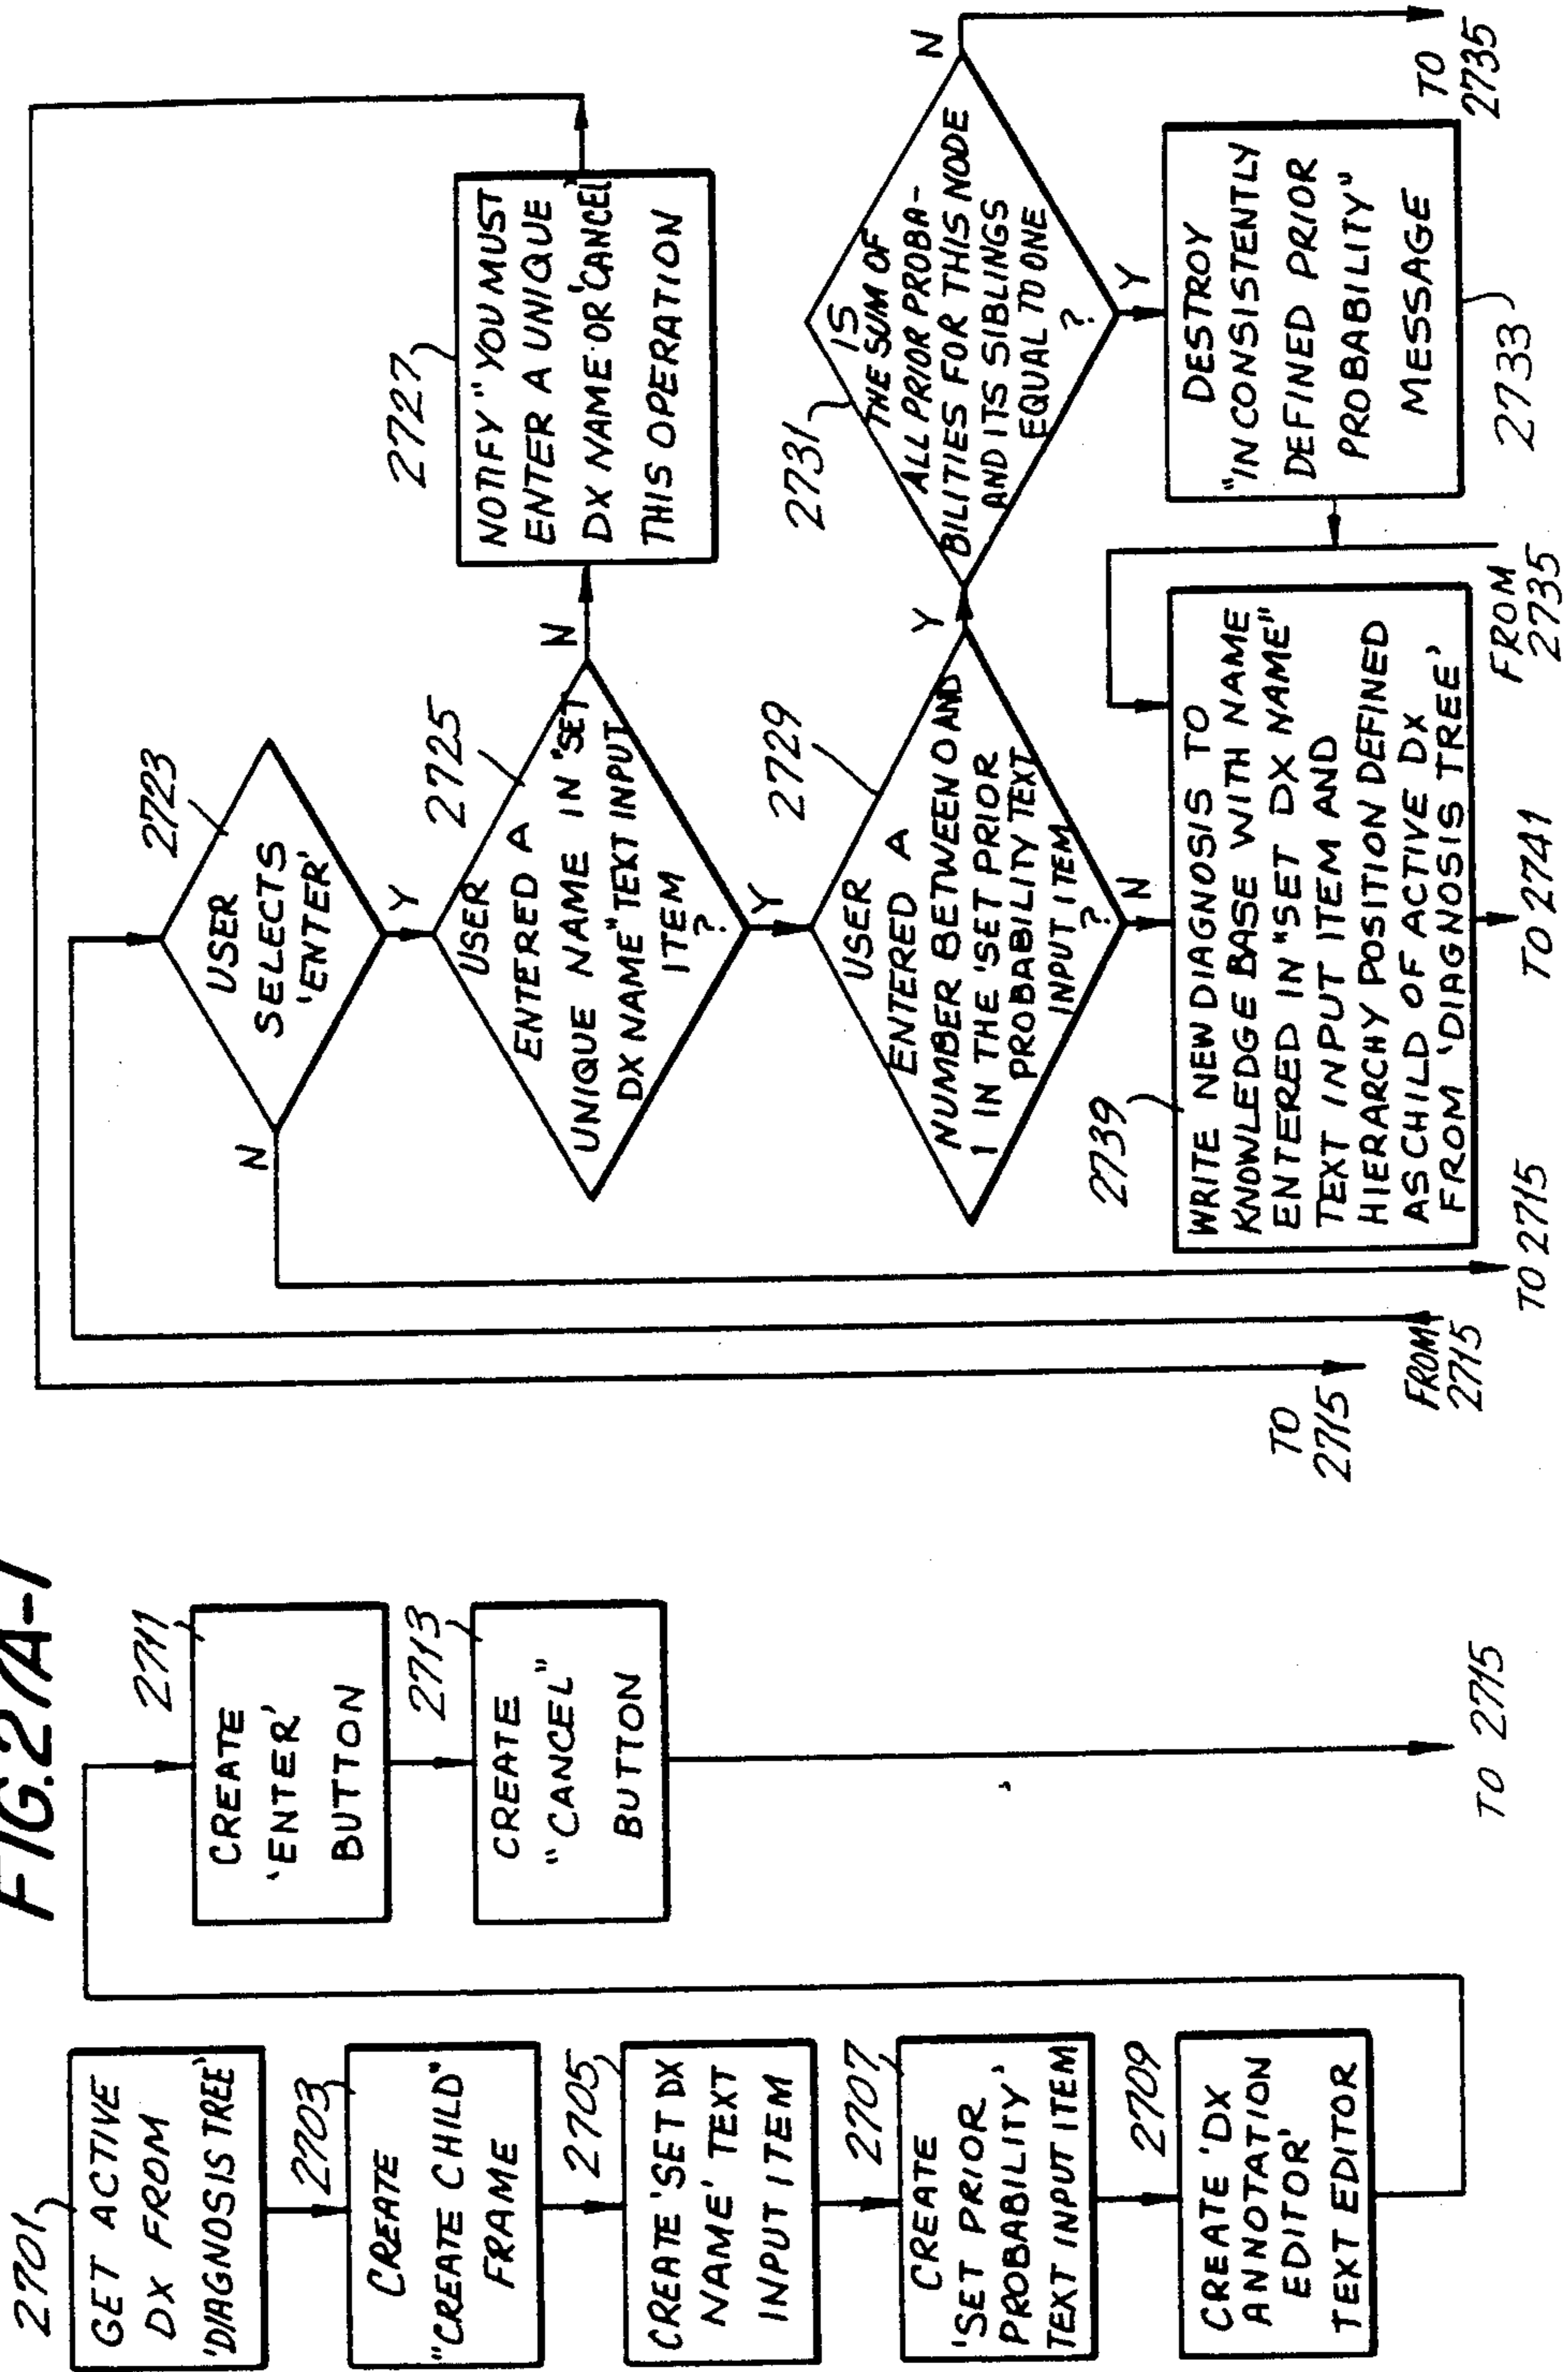 FIG.27A-1
2701
GET ACTIVE
DX FROM
'DIAGNOSIS TREE'
2703
CREATE
"CREATE CHILD"
FRAME
2705
CREATE 'SET DX
NAME' TEXT
INPUT ITEM
2707
CREATE
'SET PRIOR
PROBABILITY'
TEXT INPUT ITEM
2709
CREATE 'DX
ANNOTATION
EDITOR'
TEXT EDITOR
2711
CREATE
'ENTER'
BUTTON
2713
CREATE
"CANCEL"
BUTTON
TO 2715
2723
USER
SELECTS
'ENTER'
N
Y
2725
USER
ENTERED A
UNIQUE NAME IN "SET
DX NAME" TEXT INPUT
ITEM
?
N
Y
2727
NOTIFY "YOU MUST
ENTER A UNIQUE
DX NAME OR 'CANCEL'
THIS OPERATION
2729
USER
ENTERED A
NUMBER BETWEEN 0 AND
1 IN THE 'SET PRIOR
PROBABILITY TEXT
INPUT ITEM
?
Y
N
2731
IS
THE SUM OF
ALL PRIOR PROBA-
BILITIES FOR THIS NODE
AND ITS SIBLINGS
EQUAL TO ONE
?
N
Y
TO
2735
DESTROY
"INCONSISTENTLY
DEFINED PRIOR
PROBABILITY"
MESSAGE
2733
2739
WRITE NEW DIAGNOSIS TO
KNOWLEDGE BASE WITH NAME
ENTERED IN "SET DX NAME"
TEXT INPUT ITEM AND
HIERARCHY POSITION DEFINED
AS CHILD OF ACTIVE DX
FROM 'DIAGNOSIS TREE'
FROM
2735
TO 2741
TO 2715
FROM
2715
TO
2715